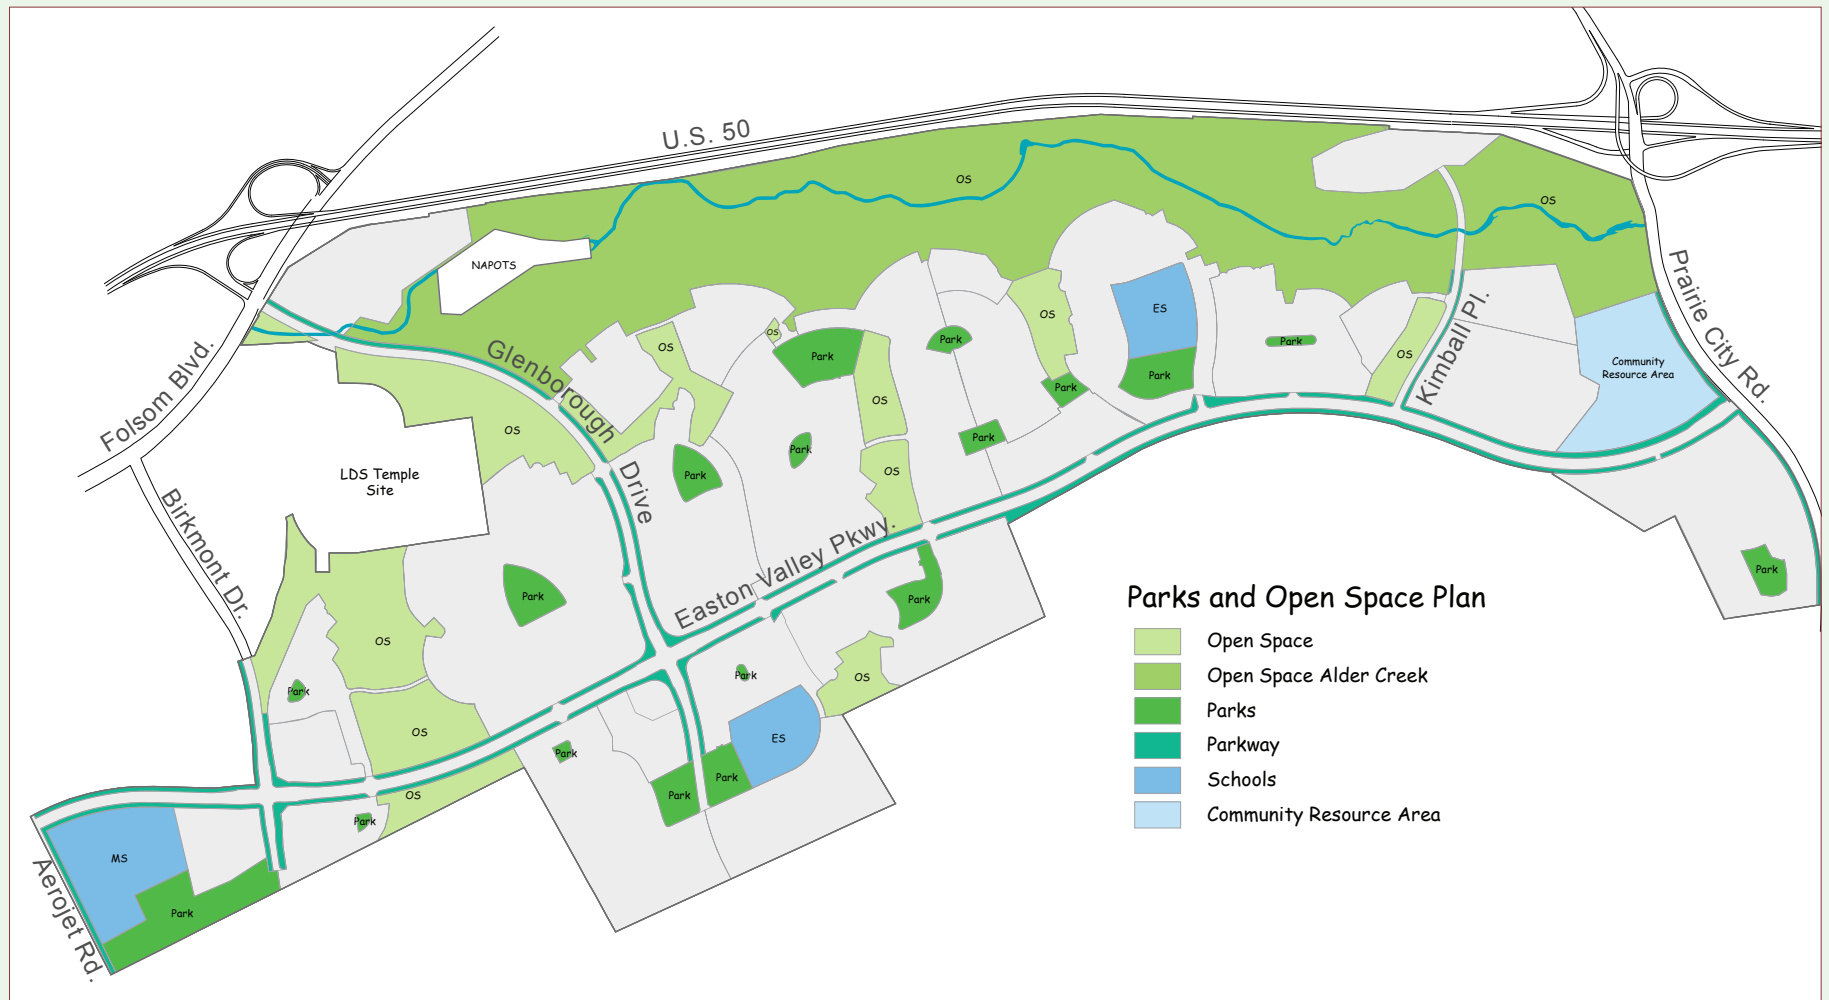 U.S. 50
OS
OS
NAPOTS
Prairie City Rd.
ES
OS
Park
Park
OS
OS
Park
OS
Kimball Pl.
Community
Resource Area
Glenborough
Drive
Folsom Blvd.
Park
Park
OS
OS
Park
Park
OS
Park
LDS Temple
Site
Birkmont Dr.
Easton Valley Pkwy.
Park
Park
Park
OS
Park
OS
Park
OS
Park
ES
Park
Park
Park
OS
Park
MS
Park
Aerojet Rd.
Parks and Open Space Plan
Open Space
Open Space Alder Creek
Parks
Parkway
Schools
Community Resource Area